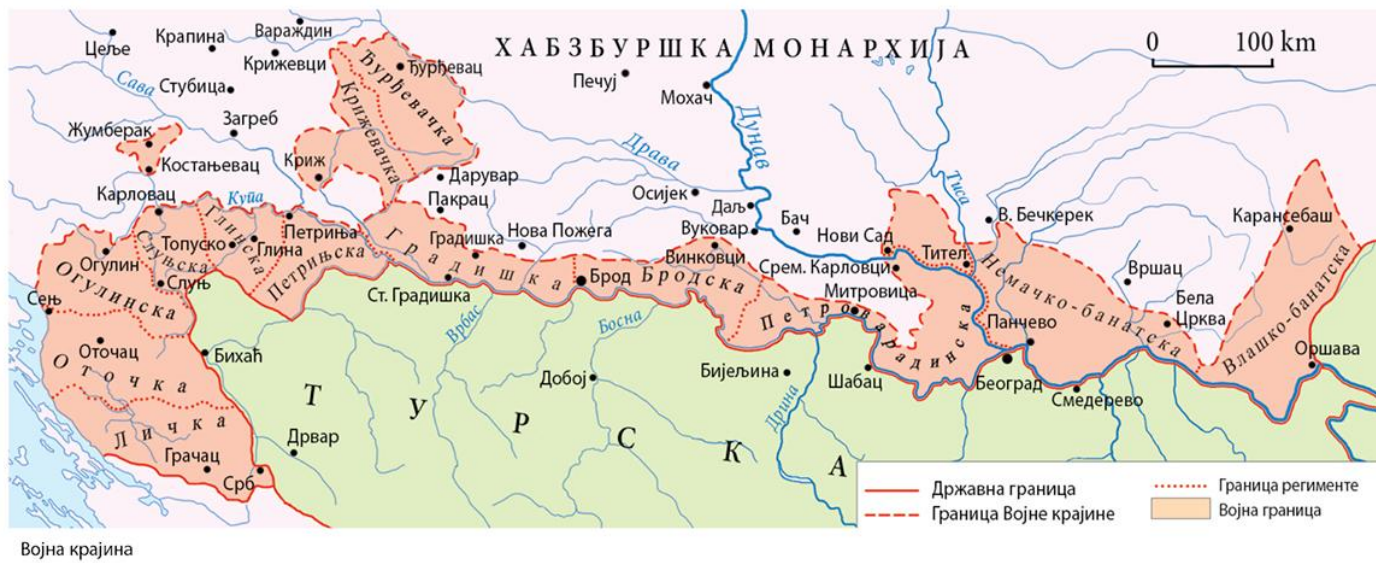 ХАБЗБУРШКА МОНАРХИЈА
0 100 km
Цеље
Крапина
Вараждин
Крижевци
Ђурђевац
Печуј
Мохач
Сава
Стубица
Загреб
Ђурђевачка
Крижевачка
Дунав
Драва
Тиса
Жумберак
Костањевац
Криж
Дарувар
Карловац
Купа
Пакрац
Осијек
Даљ
Бач
В. Бечкерек
Карансебаш
Огулин
Слуњска
Топуско
Глинска
Глина
Петриња
Петрињска
Градишка
Градишка
Нова Пожега
Вуковар
Винковци
Нови Сад
Срем. Карловци
Тител
Вршац
Огулинска
Слуњ
Ст. Градишка
Брод
Бродска
Митровица
Немачко-банатска
Бела
Црква
Влашко-банатска
Сењ
Врбас
Босна
Петроварадинска
Панчево
Оточац
Оточка
Бихаћ
Добој
Бијељина
Дрина
Шабац
Београд
Смедерево
Оршава
ТУРСКА
Личка
Грачац
Дрвар
Срб
Државна граница
Граница Војне крајине
Граница регименте
Војна граница
Војна крајина